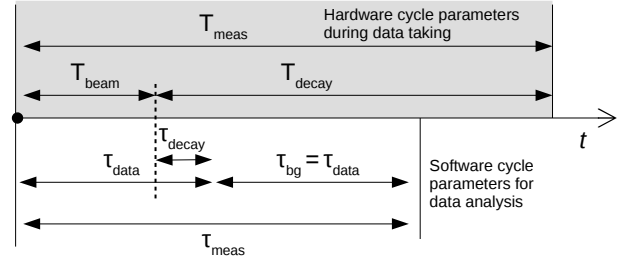 Hardware cycle parameters
during data taking
T_meas
T_beam
T_decay
τ_decay
t
τ_data
τ_bg = τ_data
Software cycle
parameters for
data analysis
τ_meas